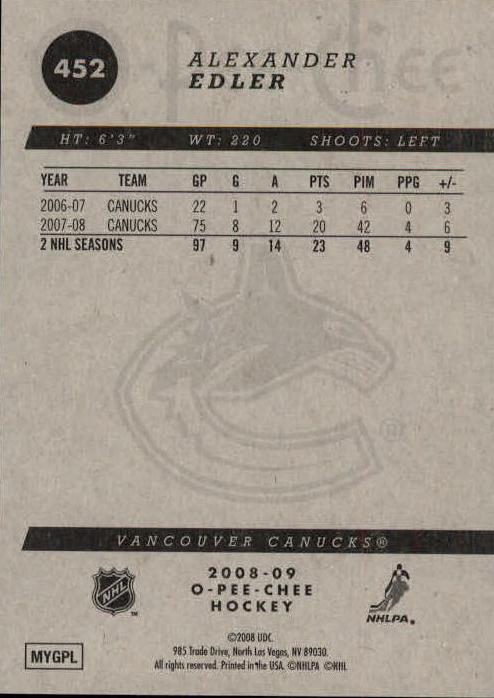 452
ALEXANDER
EDLER
HT: 6'3" WT: 220 SHOOTS: LEFT
YEAR TEAM GP G A PTS PIM PPG +/-
2006-07 CANUCKS 22 1 2 3 6 0 3
2007-08 CANUCKS 75 8 12 20 42 4 6
2 NHL SEASONS 97 9 14 23 48 4 9
®
VANCOUVER CANUCKS®
NHL
™
2008-09
O-PEE-CHEE
HOCKEY
NHLPA®
©2008 UDC.
985 Trade Drive, North Las Vegas, NV 89030.
All rights reserved. Printed in the USA. ©NHLPA ©NHL
MYGPL